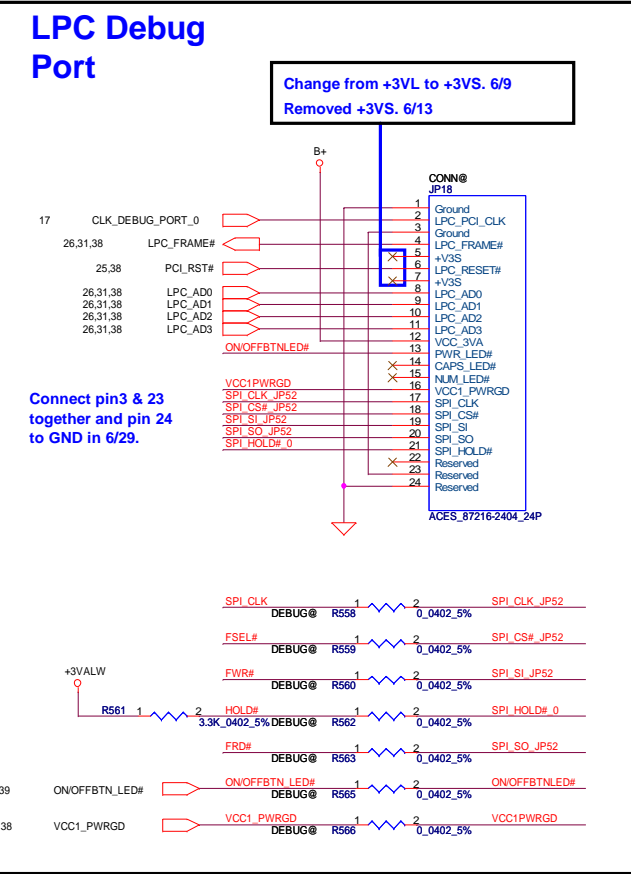 LPC Debug
Port
Change from +3VL to +3VS. 6/9
Removed +3VS. 6/13
B+
CONN@
JP18
1 Ground
17 CLK_DEBUG_PORT_0 2 LPC_PCI_CLK
3 Ground
26,31,38 LPC_FRAME# 4 LPC_FRAME#
5 +V3S
25,38 PCI_RST# 6 LPC_RESET#
7 +V3S
26,31,38 LPC_AD0 8 LPC_AD0
26,31,38 LPC_AD1 9 LPC_AD1
26,31,38 LPC_AD2 10 LPC_AD2
26,31,38 LPC_AD3 11 LPC_AD3
12 VCC_3VA
ON/OFFBTNLED# 13 PWR_LED#
14 CAPS_LED#
15 NUM_LED#
VCC1PWRGD 16 VCC1_PWRGD
SPI_CLK_JP52 17 SPI_CLK
SPI_CS#_JP52 18 SPI_CS#
SPI_SI_JP52 19 SPI_SI
SPI_SO_JP52 20 SPI_SO
SPI_HOLD#_0 21 SPI_HOLD#
22 Reserved
23 Reserved
24 Reserved
Connect pin3 & 23
together and pin 24
to GND in 6/29.
ACES_87216-2404_24P
SPI_CLK 1 2 SPI_CLK_JP52
DEBUG@ R558 0_0402_5%
FSEL# 1 2 SPI_CS#_JP52
DEBUG@ R559 0_0402_5%
FWR# 1 2 SPI_SI_JP52
DEBUG@ R560 0_0402_5%
+3VALW
R561 1 2 HOLD# 1 2 SPI_HOLD#_0
3.3K_0402_5% DEBUG@ R562 0_0402_5%
FRD# 1 2 SPI_SO_JP52
DEBUG@ R563 0_0402_5%
39 ON/OFFBTN_LED# ON/OFFBTN_LED# 1 2 ON/OFFBTNLED#
DEBUG@ R565 0_0402_5%
38 VCC1_PWRGD VCC1_PWRGD 1 2 VCC1PWRGD
DEBUG@ R566 0_0402_5%